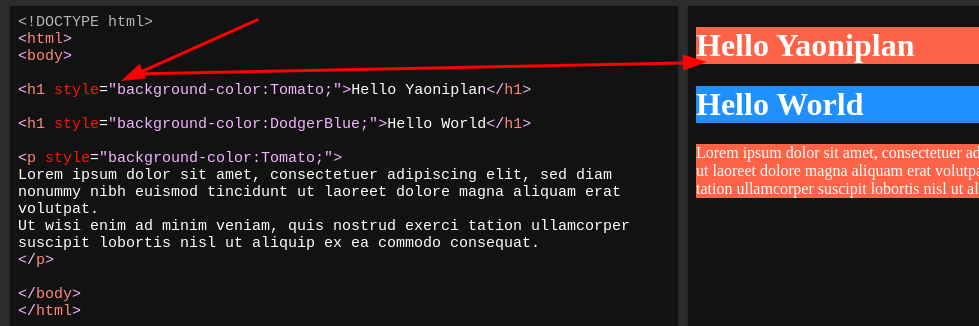 <!DOCTYPE html>
<html>
<body>
<h1 style="background-color:Tomato;">Hello Yaoniplan</h1>
<h1 style="background-color:DodgerBlue;">Hello World</h1>
<p style="background-color:Tomato;">
Lorem ipsum dolor sit amet, consectetuer adipiscing elit, sed diam
nonummy nibh euismod tincidunt ut laoreet dolore magna aliquam erat
volutpat.
Ut wisi enim ad minim veniam, quis nostrud exerci tation ullamcorper
suscipit lobortis nisl ut aliquip ex ea commodo consequat.
</p>
</body>
</html>
Hello Yaoniplan
Hello World
Lorem ipsum dolor sit amet, consectetuer ad
ut laoreet dolore magna aliquam erat volutpa
tation ullamcorper suscipit lobortis nisl ut al